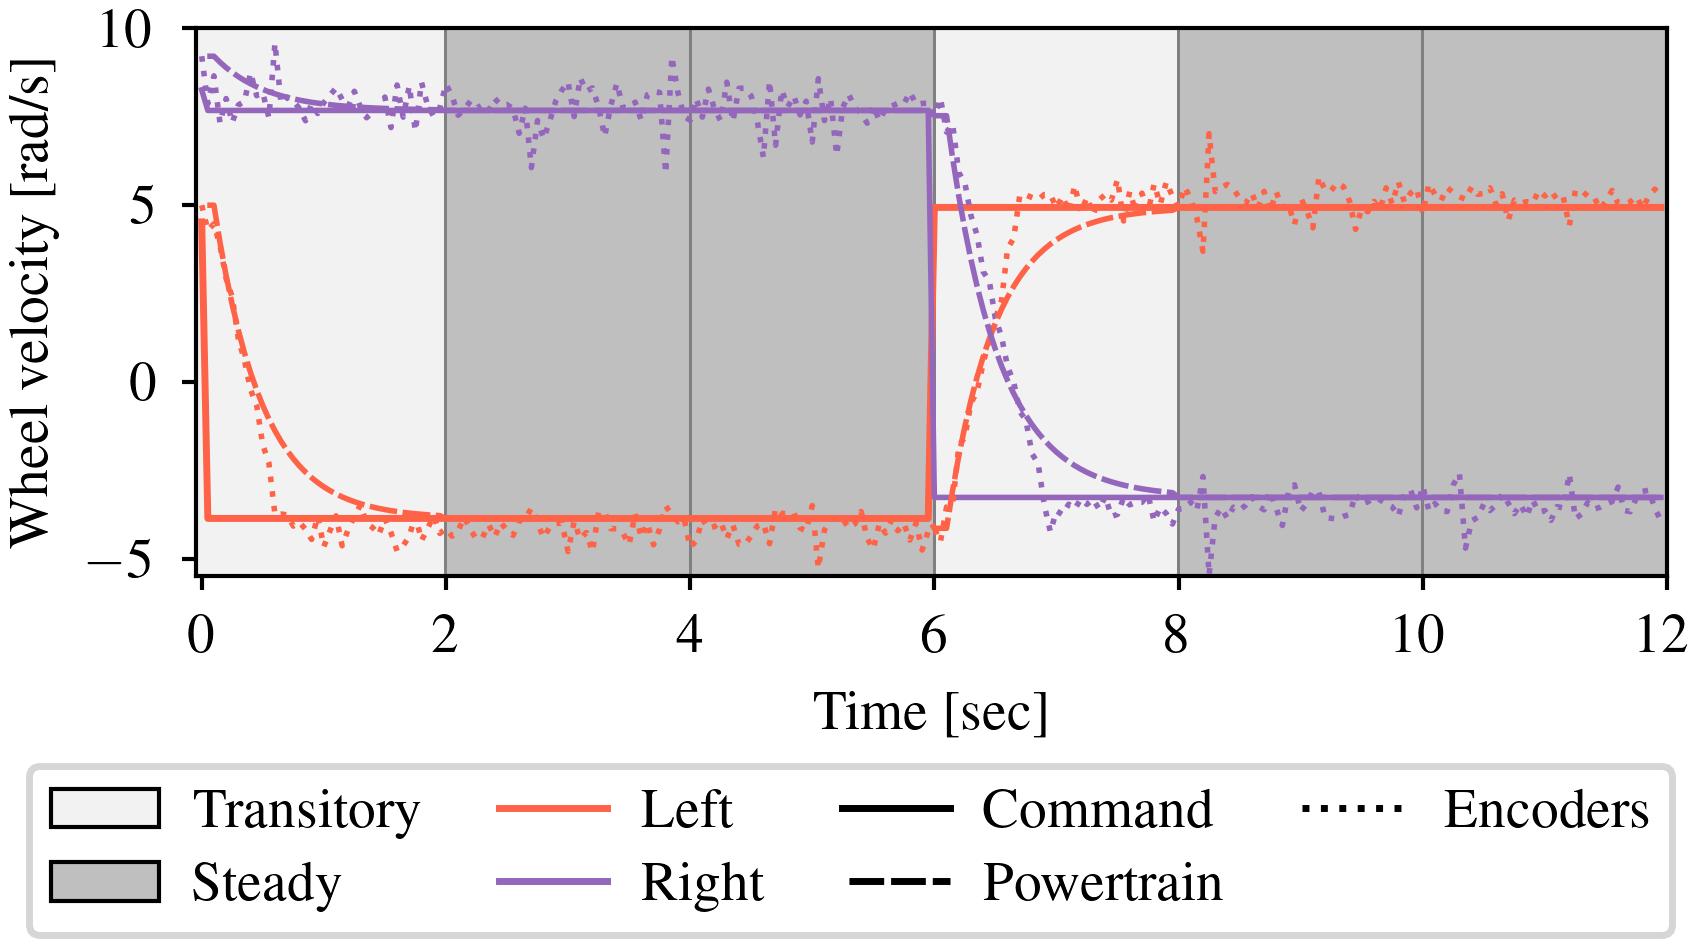 10
5
0
−5
Wheel velocity [rad/s]
0 2 4 6 8 10 12
Time [sec]
Transitory Left Command Encoders
Steady Right Powertrain